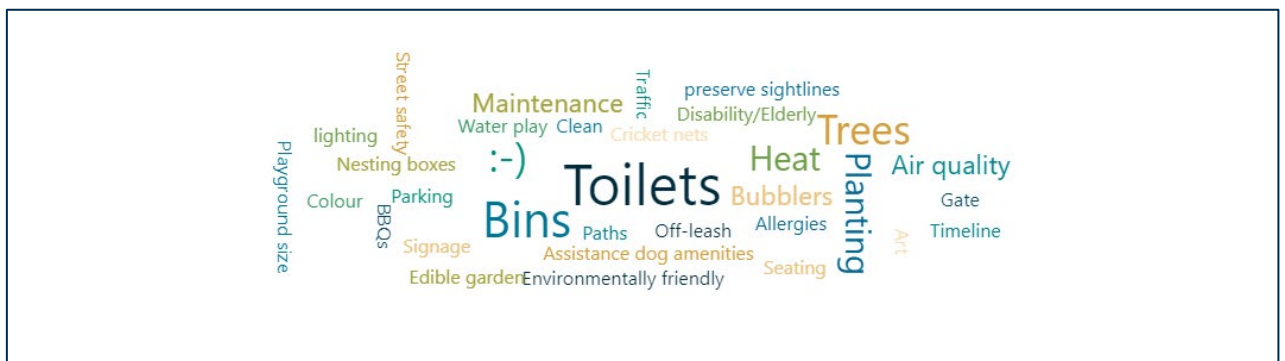 Street safety
Traffic
preserve sightlines
Maintenance
Disability/Elderly
Trees
Water play
Clean
Cricket nets
lighting
Nesting boxes
:-)
Heat
Air quality
Playground size
Toilets
Planting
Colour
Parking
Bubblers
Gate
BBQs
Bins
Paths
Off-leash
Allergies
Art
Timeline
Signage
Assistance dog amenities
Seating
Edible garden
Environmentally friendly